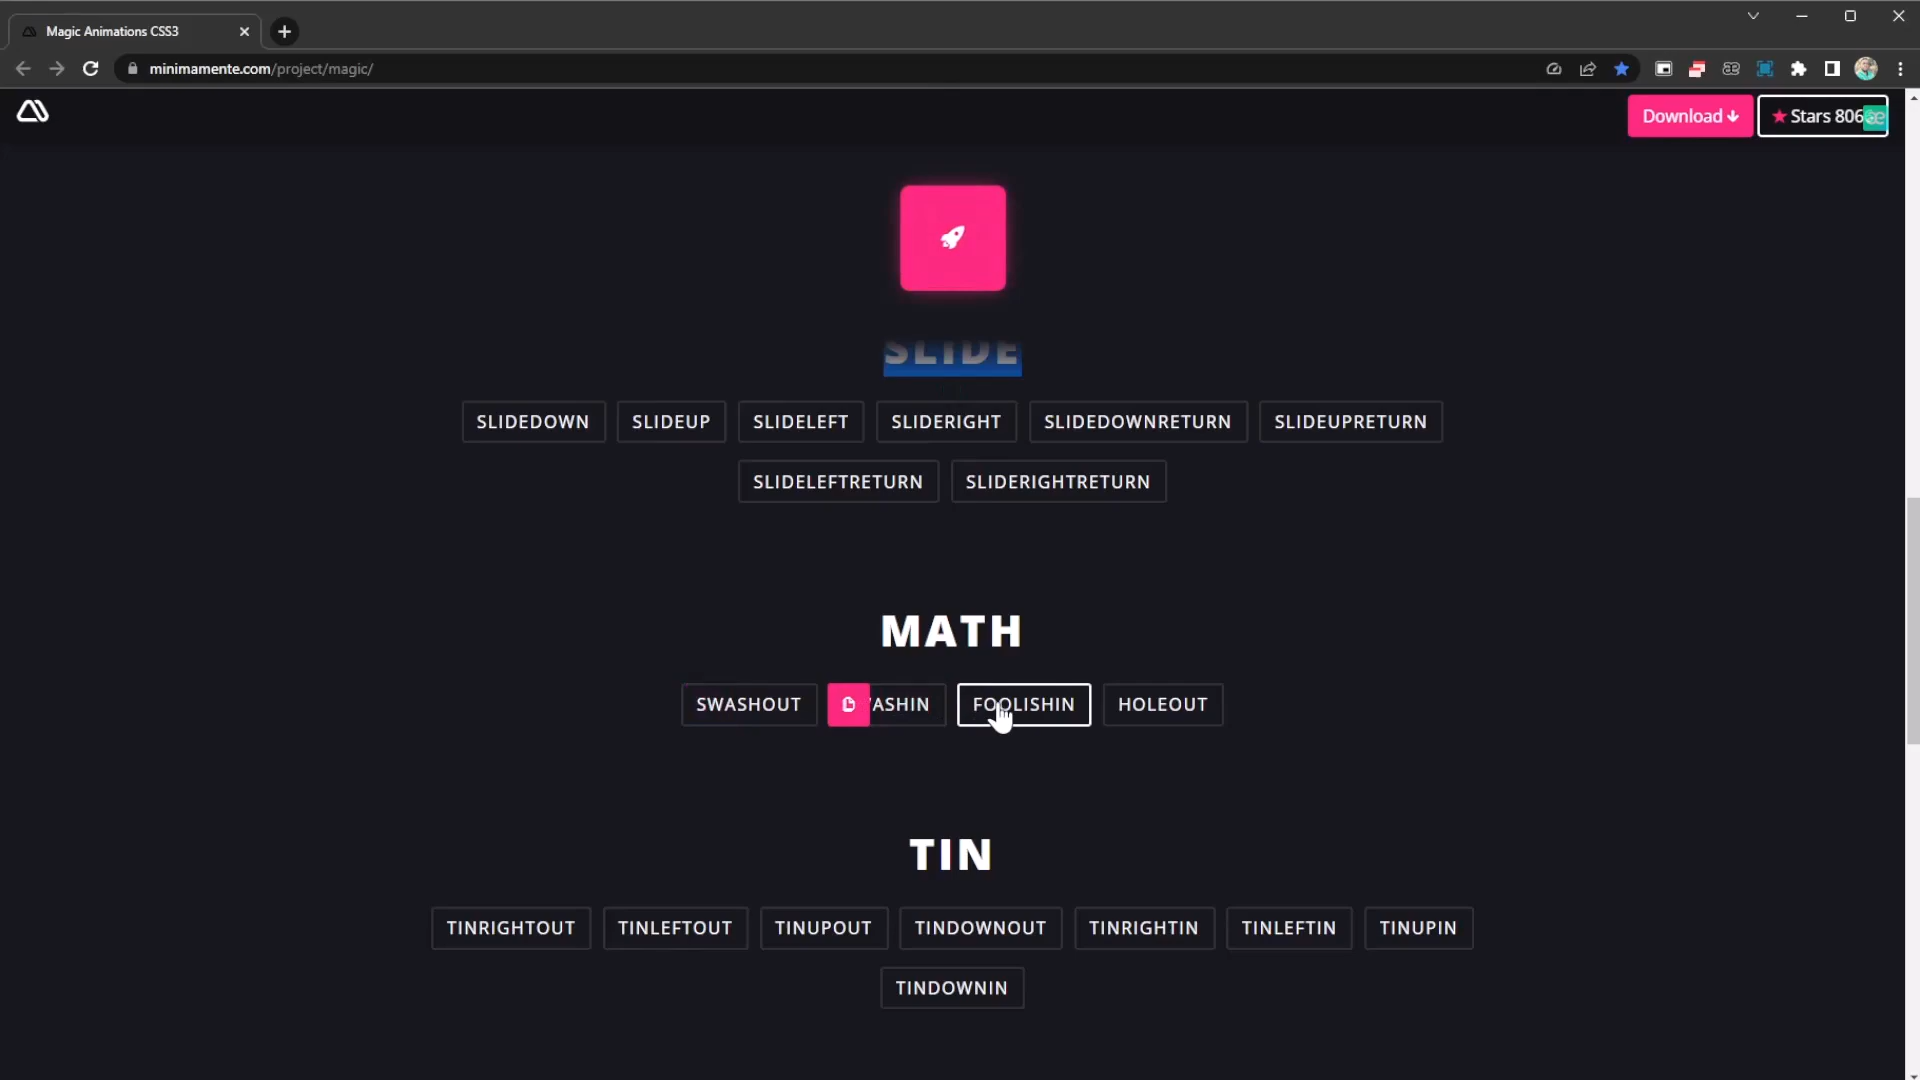 Magic Animations CSS3
minimamente.com/project/magic/
Download
Stars 806
SLIDE
SLIDEDOWN SLIDEUP SLIDELEFT SLIDERIGHT SLIDEDOWNRETURN SLIDEUPRETURN
SLIDELEFTRETURN SLIDERIGHTRETURN
MATH
SWASHOUT ASHIN FOOLISHIN HOLEOUT
TIN
TINRIGHTOUT TINLEFTOUT TINUPOUT TINDOWNOUT TINRIGHTIN TINLEFTIN TINUPIN
TINDOWNIN